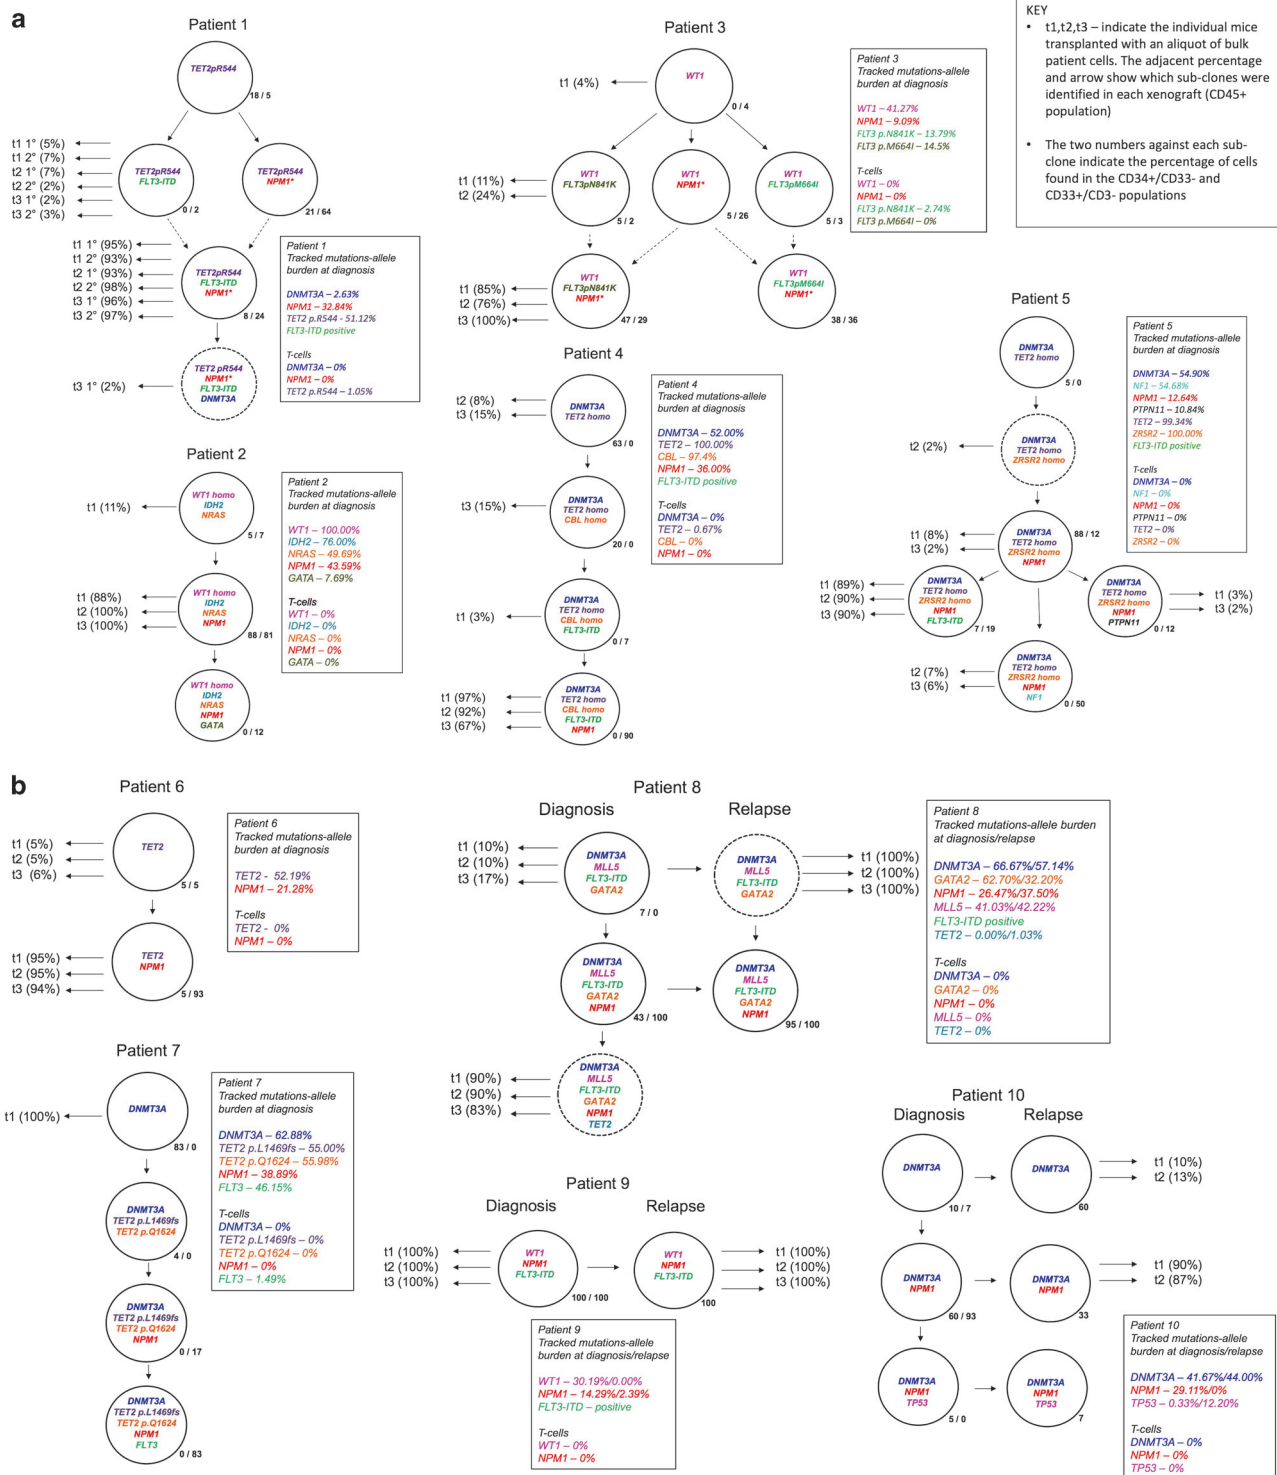 a
Patient 1
TET2pR544
18 / 5
t1 1° (5%)
t1 2° (7%)
t2 1° (7%)
t2 2° (2%)
t3 1° (2%)
t3 2° (3%)
TET2pR544
FLT3-ITD
0 / 2
TET2pR544
NPM1*
21 / 64
t1 1° (95%)
t1 2° (93%)
t2 1° (93%)
t2 2° (98%)
t3 1° (96%)
t3 2° (97%)
TET2pR544
FLT3-ITD
NPM1*
8 / 24
t3 1° (2%)
TET2 pR544
NPM1*
FLT3-ITD
DNMT3A
Patient 1
Tracked mutations-allele
burden at diagnosis
DNMT3A – 2.63%
NPM1 – 32.84%
TET2 p.R544 - 51.12%
FLT3-ITD positive
T-cells
DNMT3A – 0%
NPM1 – 0%
TET2 p.R544 – 1.05%
Patient 2
t1 (11%)
WT1 homo
IDH2
NRAS
5 / 7
t1 (88%)
t2 (100%)
t3 (100%)
WT1 homo
IDH2
NRAS
NPM1
88 / 81
WT1 homo
IDH2
NRAS
NPM1
GATA
0 / 12
Patient 2
Tracked mutations-allele
burden at diagnosis
WT1 – 100.00%
IDH2 – 76.00%
NRAS – 49.69%
NPM1 – 43.59%
GATA – 7.69%
T-cells
WT1 – 0%
IDH2 – 0%
NRAS – 0%
NPM1 – 0%
GATA – 0%
Patient 3
t1 (4%)
WT1
0 / 4
t1 (11%)
t2 (24%)
WT1
FLT3pN841K
5 / 2
WT1
NPM1*
5 / 26
WT1
FLT3pM664I
5 / 3
t1 (85%)
t2 (76%)
t3 (100%)
WT1
FLT3pN841K
NPM1*
47 / 29
WT1
FLT3pM664I
NPM1*
38 / 36
Patient 3
Tracked mutations-allele
burden at diagnosis
WT1 – 41.27%
NPM1 – 9.09%
FLT3 p.N841K – 13.79%
FLT3 p.M664I – 14.5%
T-cells
WT1 – 0%
NPM1 – 0%
FLT3 p.N841K – 2.74%
FLT3 p.M664I – 0%
KEY
• t1,t2,t3 – indicate the individual mice
transplanted with an aliquot of bulk
patient cells. The adjacent percentage
and arrow show which sub-clones were
identified in each xenograft (CD45+
population)
• The two numbers against each sub-
clone indicate the percentage of cells
found in the CD34+/CD33- and
CD33+/CD3- populations
Patient 4
t2 (8%)
t3 (15%)
DNMT3A
TET2 homo
63 / 0
t3 (15%)
DNMT3A
TET2 homo
CBL homo
20 / 0
t1 (3%)
DNMT3A
TET2 homo
CBL homo
FLT3-ITD
0 / 7
t1 (97%)
t2 (92%)
t3 (67%)
DNMT3A
TET2 homo
CBL homo
FLT3-ITD
NPM1
0 / 90
Patient 4
Tracked mutations-allele
burden at diagnosis
DNMT3A – 52.00%
TET2 – 100.00%
CBL – 97.4%
NPM1 – 36.00%
FLT3-ITD positive
T-cells
DNMT3A – 0%
TET2 – 0.67%
CBL – 0%
NPM1 – 0%
Patient 5
DNMT3A
TET2 homo
5 / 0
t2 (2%)
DNMT3A
TET2 homo
ZRSR2 homo
t1 (8%)
t3 (2%)
DNMT3A
TET2 homo
ZRSR2 homo
NPM1
88 / 12
t1 (89%)
t2 (90%)
t3 (90%)
DNMT3A
TET2 homo
ZRSR2 homo
NPM1
FLT3-ITD
7 / 19
DNMT3A
TET2 homo
ZRSR2 homo
NPM1
PTPN11
0 / 12
t1 (3%)
t3 (2%)
t2 (7%)
t3 (6%)
DNMT3A
TET2 homo
ZRSR2 homo
NPM1
NF1
0 / 50
Patient 5
Tracked mutations-allele
burden at diagnosis
DNMT3A – 54.90%
NF1 – 54.68%
NPM1 – 12.64%
PTPN11 – 10.84%
TET2 – 99.34%
ZRSR2 – 100.00%
FLT3-ITD positive
T-cells
DNMT3A – 0%
NF1 – 0%
NPM1 – 0%
PTPN11 – 0%
TET2 – 0%
ZRSR2 – 0%
b
Patient 6
t1 (5%)
t2 (5%)
t3 (6%)
TET2
5 / 5
t1 (95%)
t2 (95%)
t3 (94%)
TET2
NPM1
5 / 93
Patient 6
Tracked mutations-allele
burden at diagnosis
TET2 - 52.19%
NPM1 – 21.28%
T-cells
TET2 - 0%
NPM1 – 0%
Patient 7
t1 (100%)
DNMT3A
83 / 0
DNMT3A
TET2 p.L1469fs
TET2 p.Q1624
4 / 0
DNMT3A
TET2 p.L1469fs
TET2 p.Q1624
NPM1
0 / 17
DNMT3A
TET2 p.L1469fs
TET2 p.Q1624
NPM1
FLT3
0 / 83
Patient 7
Tracked mutations-allele
burden at diagnosis
DNMT3A – 62.88%
TET2 p.L1469fs – 55.00%
TET2 p.Q1624 – 55.98%
NPM1 – 38.89%
FLT3 – 46.15%
T-cells
DNMT3A – 0%
TET2 p.L1469fs – 0%
TET2 p.Q1624 – 0%
NPM1 – 0%
FLT3 – 1.49%
Patient 8
Diagnosis
Relapse
t1 (10%)
t2 (10%)
t3 (17%)
DNMT3A
MLL5
FLT3-ITD
GATA2
7 / 0
DNMT3A
MLL5
FLT3-ITD
GATA2
t1 (100%)
t2 (100%)
t3 (100%)
DNMT3A
MLL5
FLT3-ITD
GATA2
NPM1
43 / 100
DNMT3A
MLL5
FLT3-ITD
GATA2
NPM1
95 / 100
t1 (90%)
t2 (90%)
t3 (83%)
DNMT3A
MLL5
FLT3-ITD
GATA2
NPM1
TET2
Patient 8
Tracked mutations-allele burden
at diagnosis/relapse
DNMT3A – 66.67%/57.14%
GATA2 – 62.70%/32.20%
NPM1 – 26.47%/37.50%
MLL5 – 41.03%/42.22%
FLT3-ITD positive
TET2 – 0.00%/1.03%
T-cells
DNMT3A – 0%
GATA2 – 0%
NPM1 – 0%
MLL5 – 0%
TET2 – 0%
Patient 9
Diagnosis
Relapse
t1 (100%)
t2 (100%)
t3 (100%)
WT1
NPM1
FLT3-ITD
100 / 100
WT1
NPM1
FLT3-ITD
100
t1 (100%)
t2 (100%)
t3 (100%)
Patient 9
Tracked mutations-allele
burden at diagnosis/relapse
WT1 – 30.19%/0.00%
NPM1 – 14.29%/2.39%
FLT3-ITD – positive
T-cells
WT1 – 0%
NPM1 – 0%
Patient 10
Diagnosis
Relapse
DNMT3A
10 / 7
DNMT3A
60
t1 (10%)
t2 (13%)
DNMT3A
NPM1
60 / 93
DNMT3A
NPM1
33
t1 (90%)
t2 (87%)
DNMT3A
NPM1
TP53
5 / 0
DNMT3A
NPM1
TP53
7
Patient 10
Tracked mutations-allele
burden at diagnosis/relapse
DNMT3A – 41.67%/44.00%
NPM1 – 29.11%/0%
TP53 – 0.33%/12.20%
T-cells
DNMT3A – 0%
NPM1 – 0%
TP53 – 0%